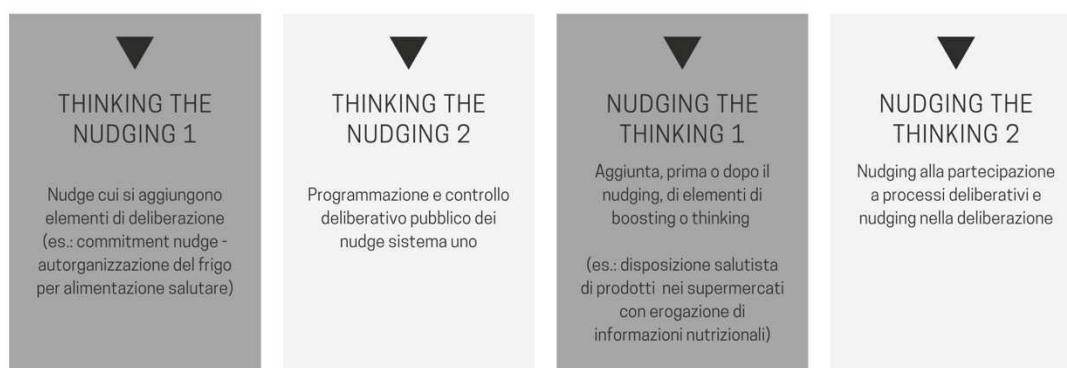 THINKING THE
NUDGING 1
Nudge cui si aggiungono
elementi di deliberazione
(es.: commitment nudge -
autorganizzazione del frigo
per alimentazione salutare)
THINKING THE
NUDGING 2
Programmazione e controllo
deliberativo pubblico dei
nudge sistema uno
NUDGING THE
THINKING 1
Aggiunta, prima o dopo il
nudging, di elementi di
boosting o thinking
(es.: disposizione salutista
di prodotti nei supermercati
con erogazione di
informazioni nutrizionali)
NUDGING THE
THINKING 2
Nudging alla partecipazione
a processi deliberativi e
nudging nella deliberazione